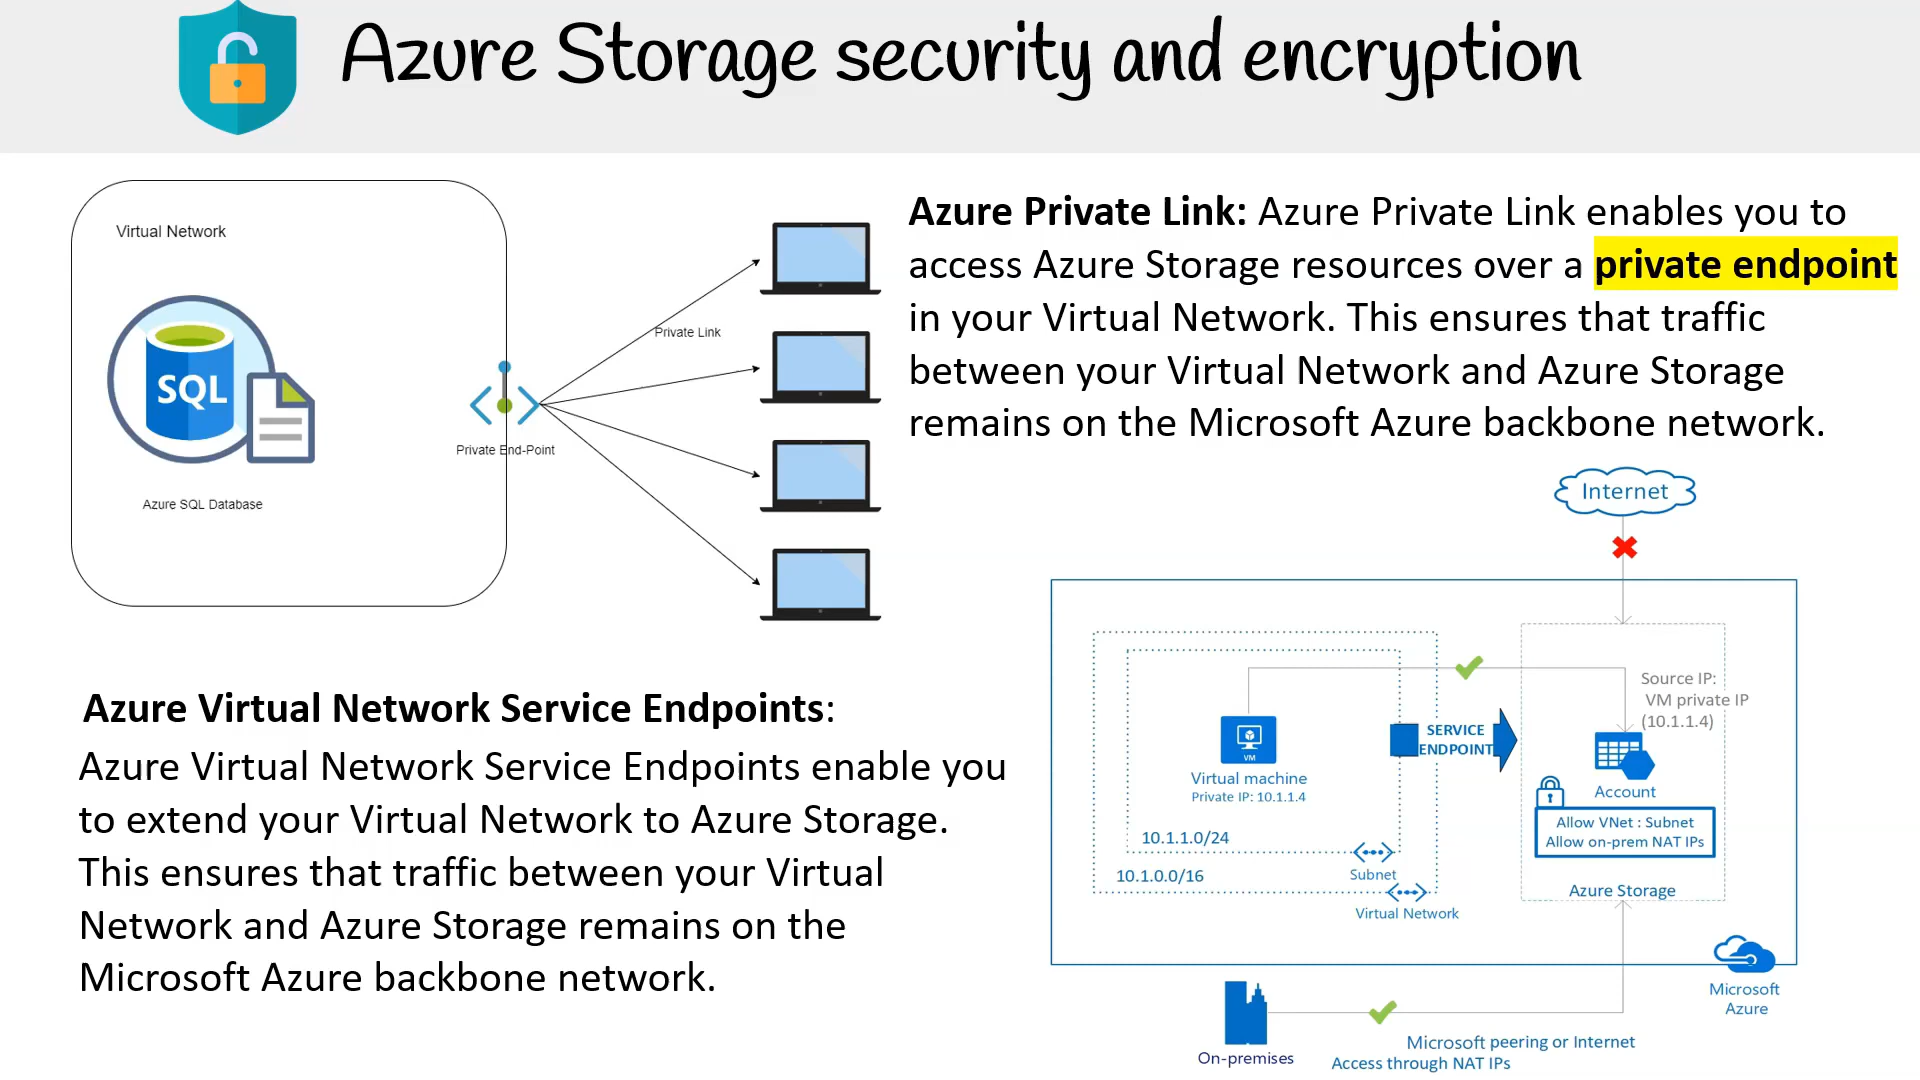 Azure Storage security and encryption
Virtual Network
SQL
Azure SQL Database
Private End-Point
Private Link
Azure Private Link: Azure Private Link enables you to
access Azure Storage resources over a private endpoint
in your Virtual Network. This ensures that traffic
between your Virtual Network and Azure Storage
remains on the Microsoft Azure backbone network.
Azure Virtual Network Service Endpoints:
Azure Virtual Network Service Endpoints enable you
to extend your Virtual Network to Azure Storage.
This ensures that traffic between your Virtual
Network and Azure Storage remains on the
Microsoft Azure backbone network.
Internet
Source IP:
VM private IP
(10.1.1.4)
SERVICE
ENDPOINT
VM
Virtual machine
Private IP: 10.1.1.4
10.1.1.0/24
10.1.0.0/16
Subnet
Virtual Network
Account
Allow VNet : Subnet
Allow on-prem NAT IPs
Azure Storage
Microsoft
Azure
On-premises
Microsoft peering or Internet
Access through NAT IPs